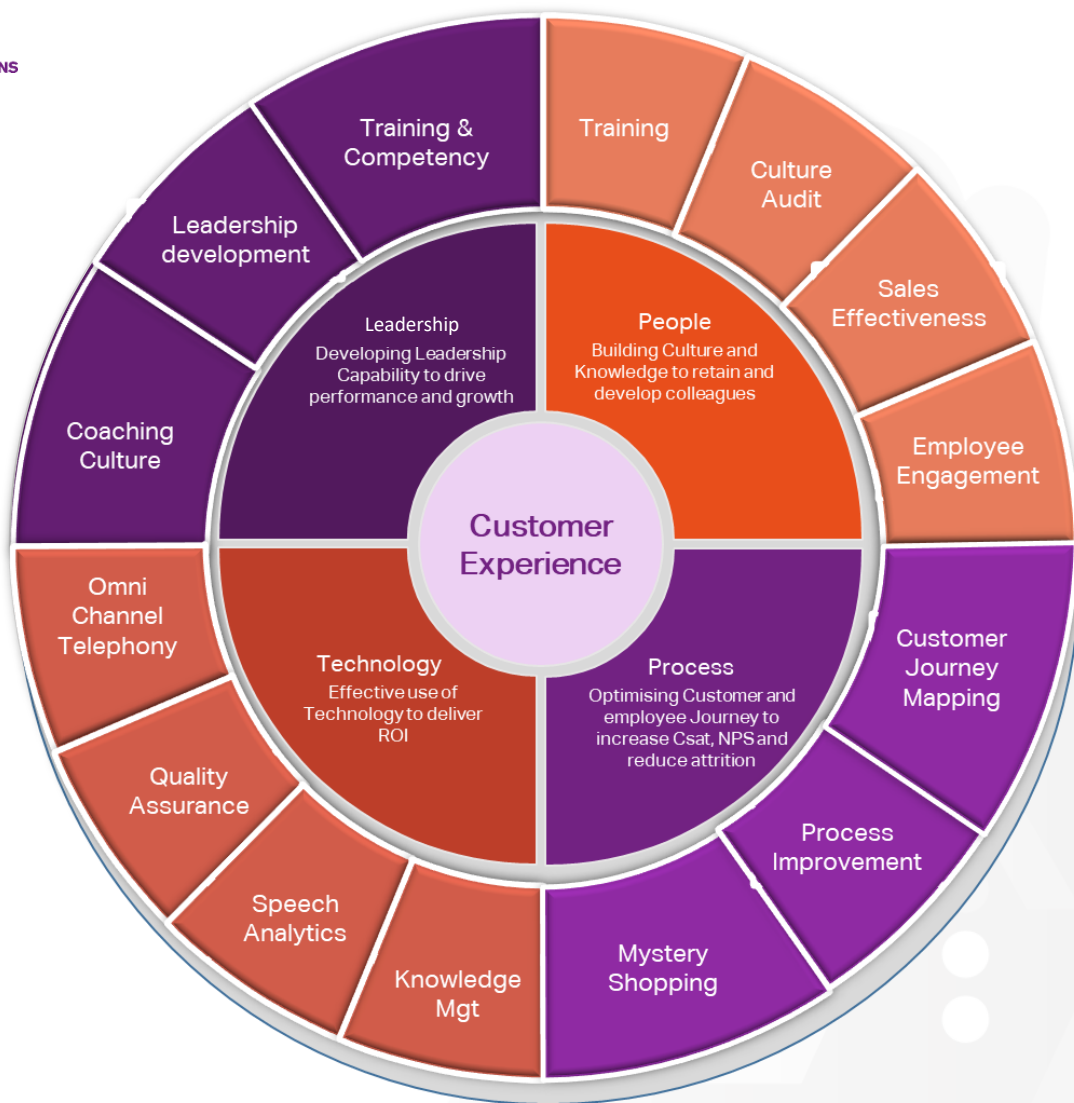 NS
Training &
Competency
Training
Culture
Audit
Sales
Effectiveness
Employee
Engagement
Customer
Journey
Mapping
Process
Improvement
Mystery
Shopping
Knowledge
Mgt
Speech
Analytics
Quality
Assurance
Omni
Channel
Telephony
Coaching
Culture
Leadership
development
Leadership
Developing Leadership
Capability to drive
performance and growth
People
Building Culture and
Knowledge to retain and
develop colleagues
Customer
Experience
Technology
Effective use of
Technology to deliver
ROI
Process
Optimising Customer and
employee Journey to
increase Csat, NPS and
reduce attrition